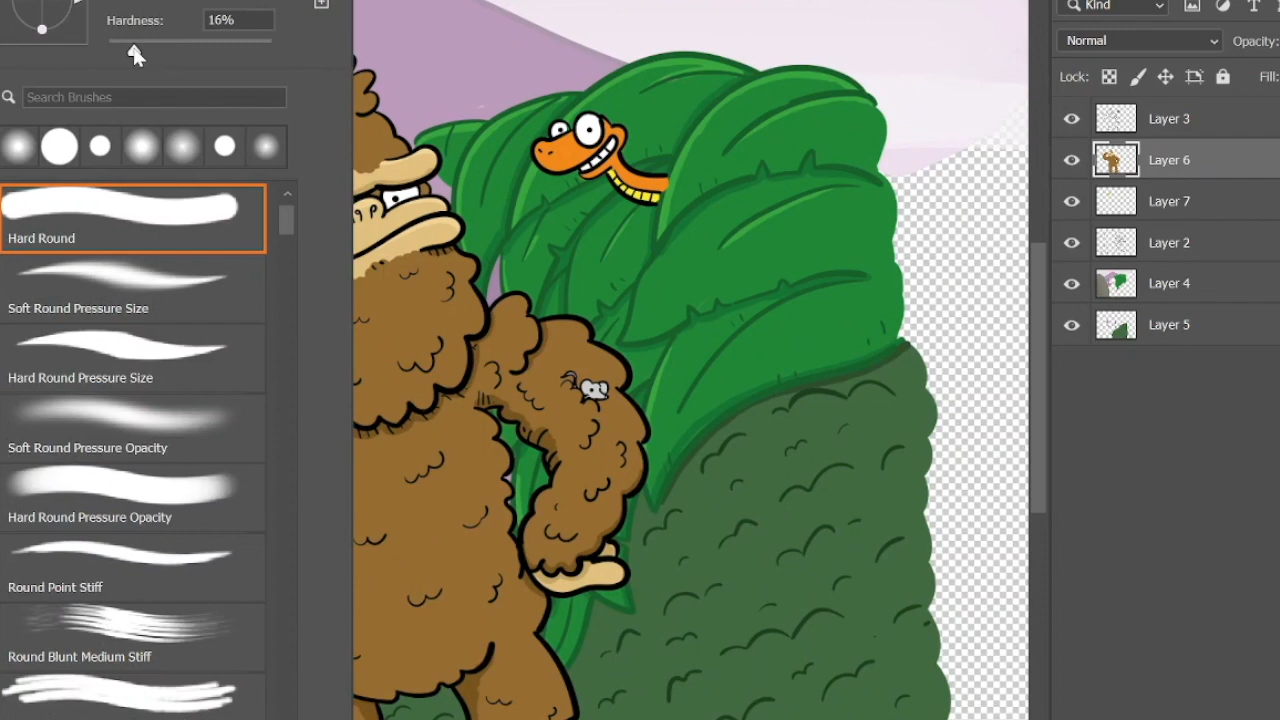 Hardness: 16%
Search Brushes
Hard Round
Soft Round Pressure Size
Hard Round Pressure Size
Soft Round Pressure Opacity
Hard Round Pressure Opacity
Round Point Stiff
Round Blunt Medium Stiff
Kind
Normal Opacity:
Lock: Fill:
Layer 3
Layer 6
Layer 7
Layer 2
Layer 4
Layer 5